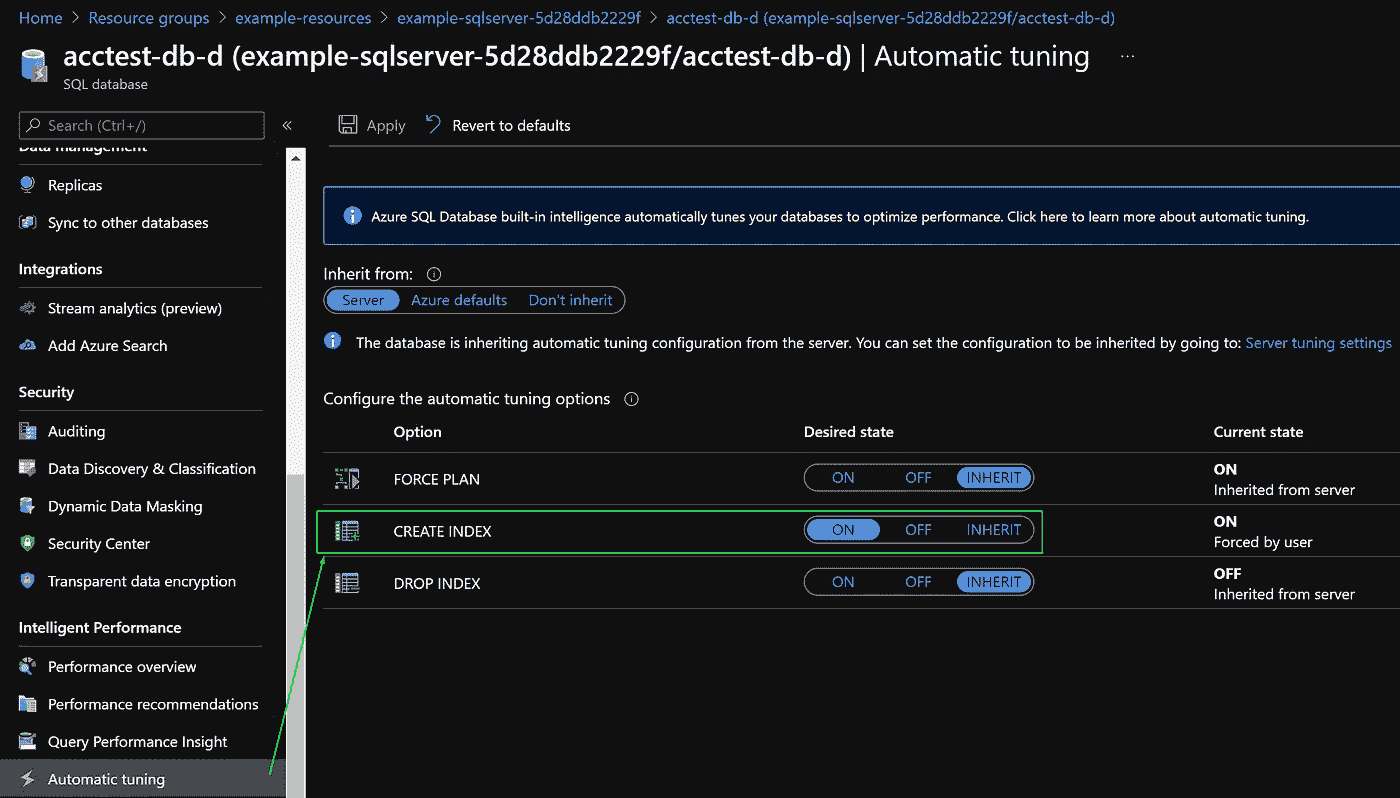 Home > Resource groups > example-resources > example-sqlserver-5d28ddb2229f > acctest-db-d (example-sqlserver-5d28ddb2229f/acctest-db-d)
acctest-db-d (example-sqlserver-5d28ddb2229f/acctest-db-d) | Automatic tuning ...
SQL database
Search (Ctrl+/)
«
Apply
Revert to defaults
Data management
Replicas
Sync to other databases
Integrations
Stream analytics (preview)
Add Azure Search
Security
Auditing
Data Discovery & Classification
Dynamic Data Masking
Security Center
Transparent data encryption
Intelligent Performance
Performance overview
Performance recommendations
Query Performance Insight
Automatic tuning
Azure SQL Database built-in intelligence automatically tunes your databases to optimize performance. Click here to learn more about automatic tuning.
Inherit from:
Server Azure defaults Don't inherit
The database is inheriting automatic tuning configuration from the server. You can set the configuration to be inherited by going to: Server tuning settings
Configure the automatic tuning options
Option Desired state Current state
FORCE PLAN ON OFF INHERIT ON
Inherited from server
CREATE INDEX ON OFF INHERIT ON
Forced by user
DROP INDEX ON OFF INHERIT OFF
Inherited from server